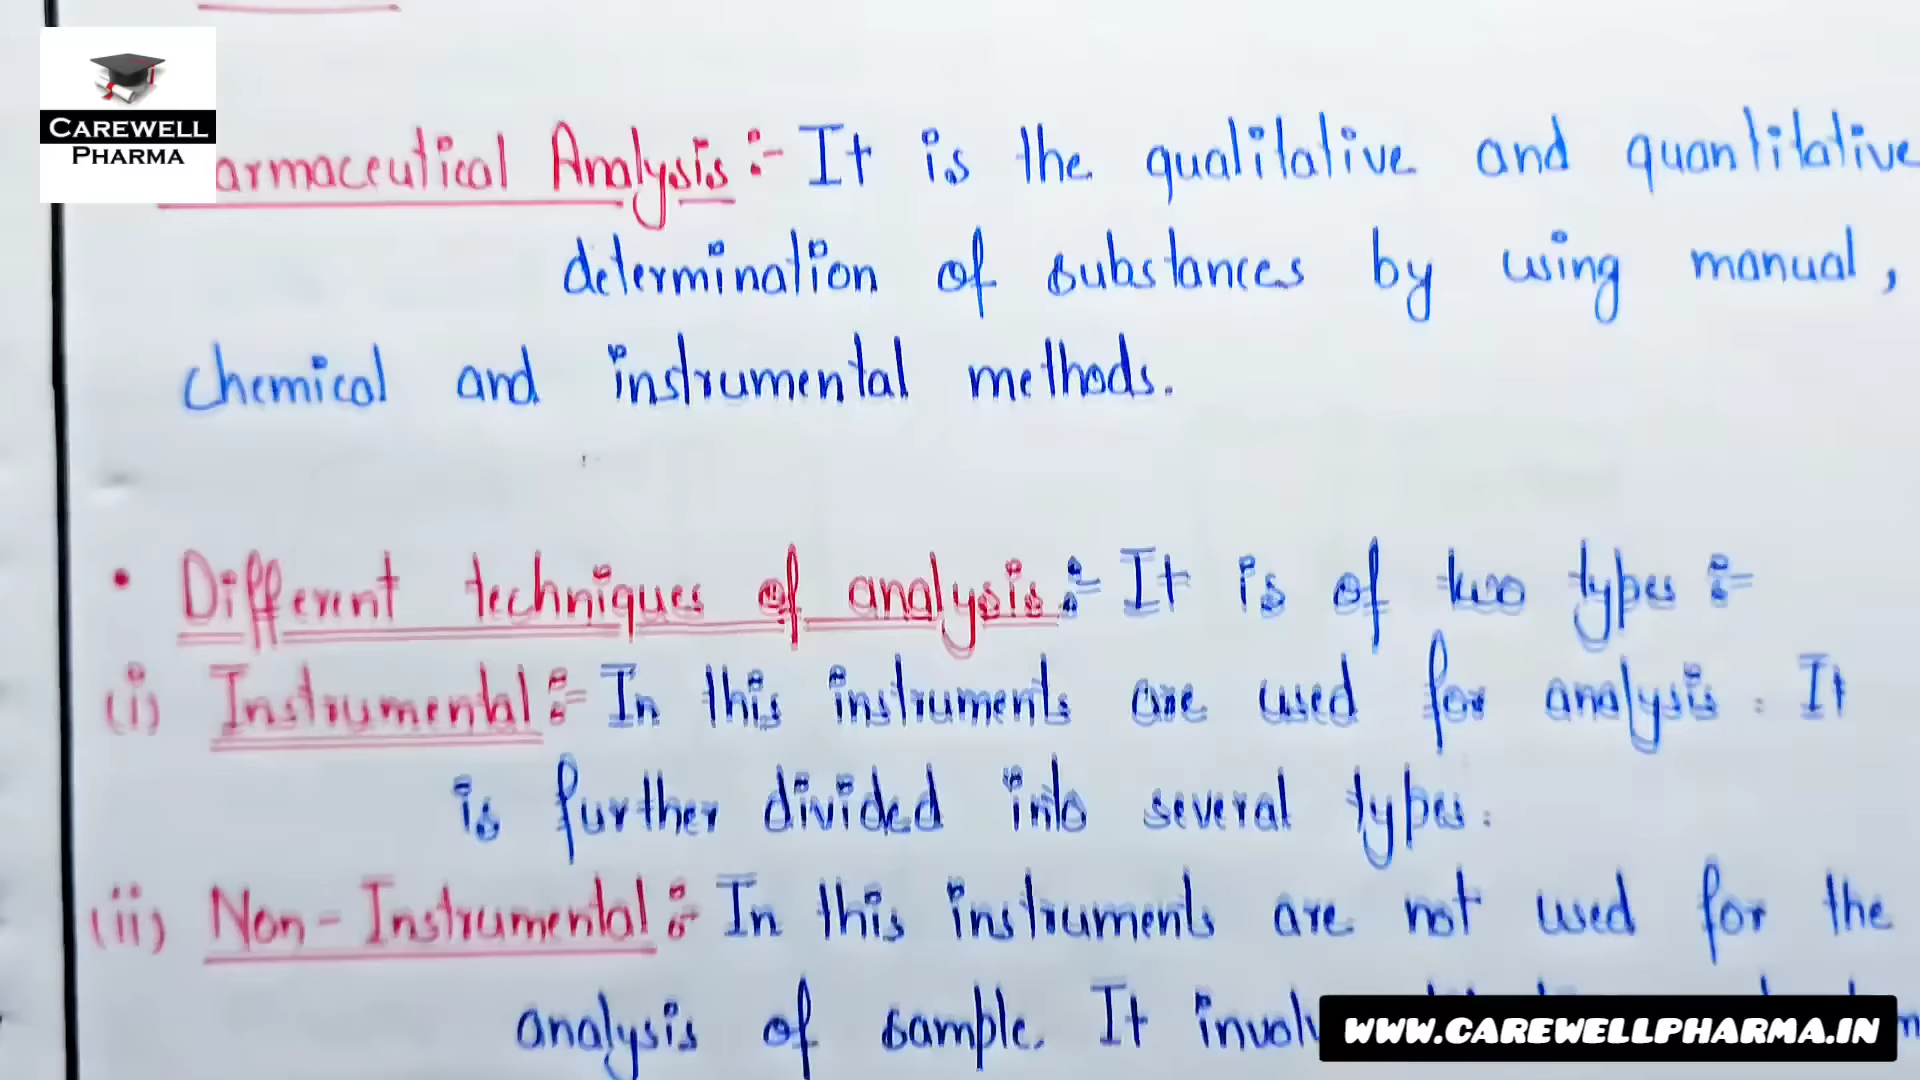 CAREWELL
PHARMA
armaceutical Analysis :- It is the qualitative and quantitative
determination of substances by using manual,
chemical and instrumental methods.
• Different techniques of analysis :- It is of two types :-
(i) Instrumental :- In this instruments are used for analysis. It
is further divided into several types.
(ii) Non-Instrumental :- In this instruments are not used for the
analysis of sample. It
WWW.CAREWELLPHARMA.IN